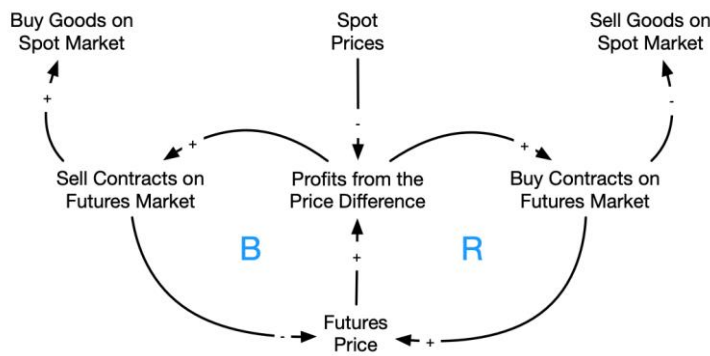 Buy Goods on
Spot Market
Spot
Prices
Sell Goods on
Spot Market
+
-
-
+
+
Sell Contracts on
Futures Market
Profits from the
Price Difference
Buy Contracts on
Futures Market
B
R
+
-
Futures
Price
+